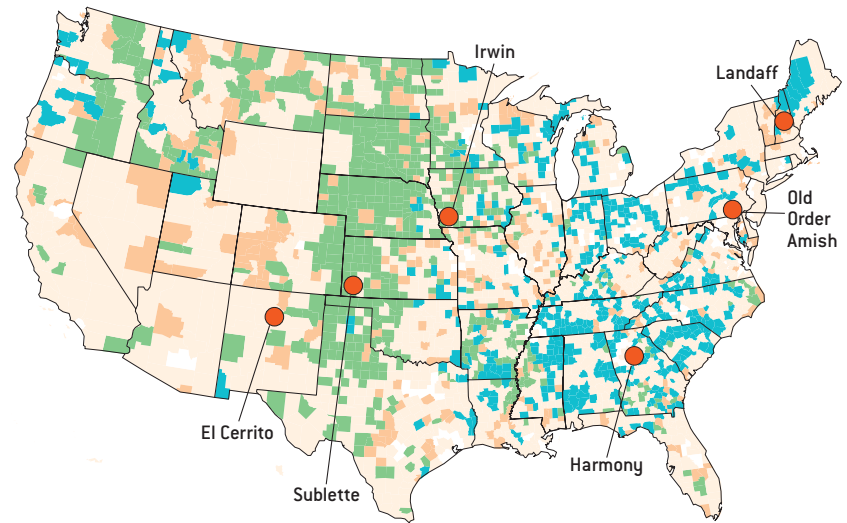 Irwin
Landaff
Old
Order
Amish
El Cerrito
Sublette
Harmony